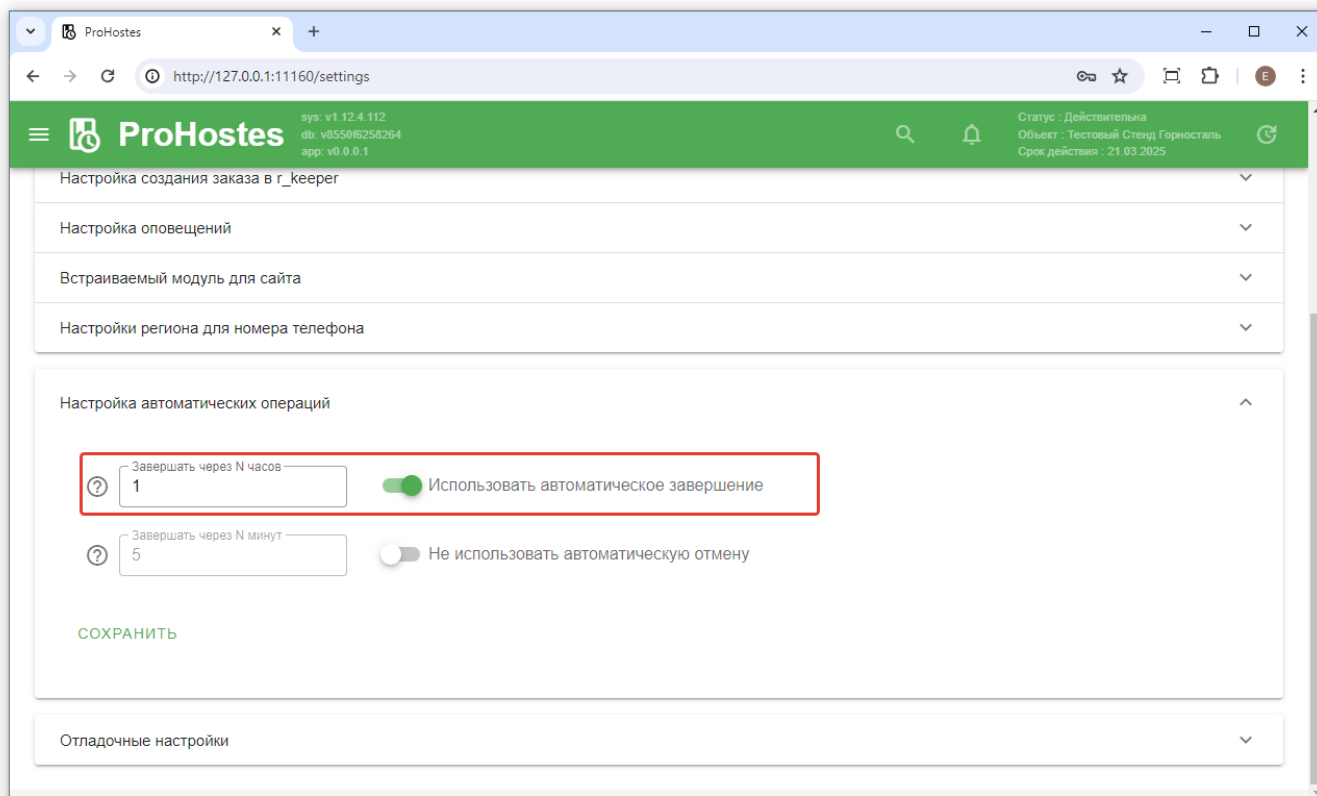 ProHostes
http://127.0.0.1:11160/settings
E
ProHostes
sys: v1.12.4.112
db: v8550f6258264
app: v0.0.0.1
Статус : Действительна
Объект : Тестовый Стенд Горносталь
Срок действия : 21.03.2025
Настройка создания заказа в r_keeper
Настройка оповещений
Встраиваемый модуль для сайта
Настройки региона для номера телефона
Настройка автоматических операций
Завершать через N часов
1
Использовать автоматическое завершение
Завершать через N минут
5
Не использовать автоматическую отмену
СОХРАНИТЬ
Отладочные настройки